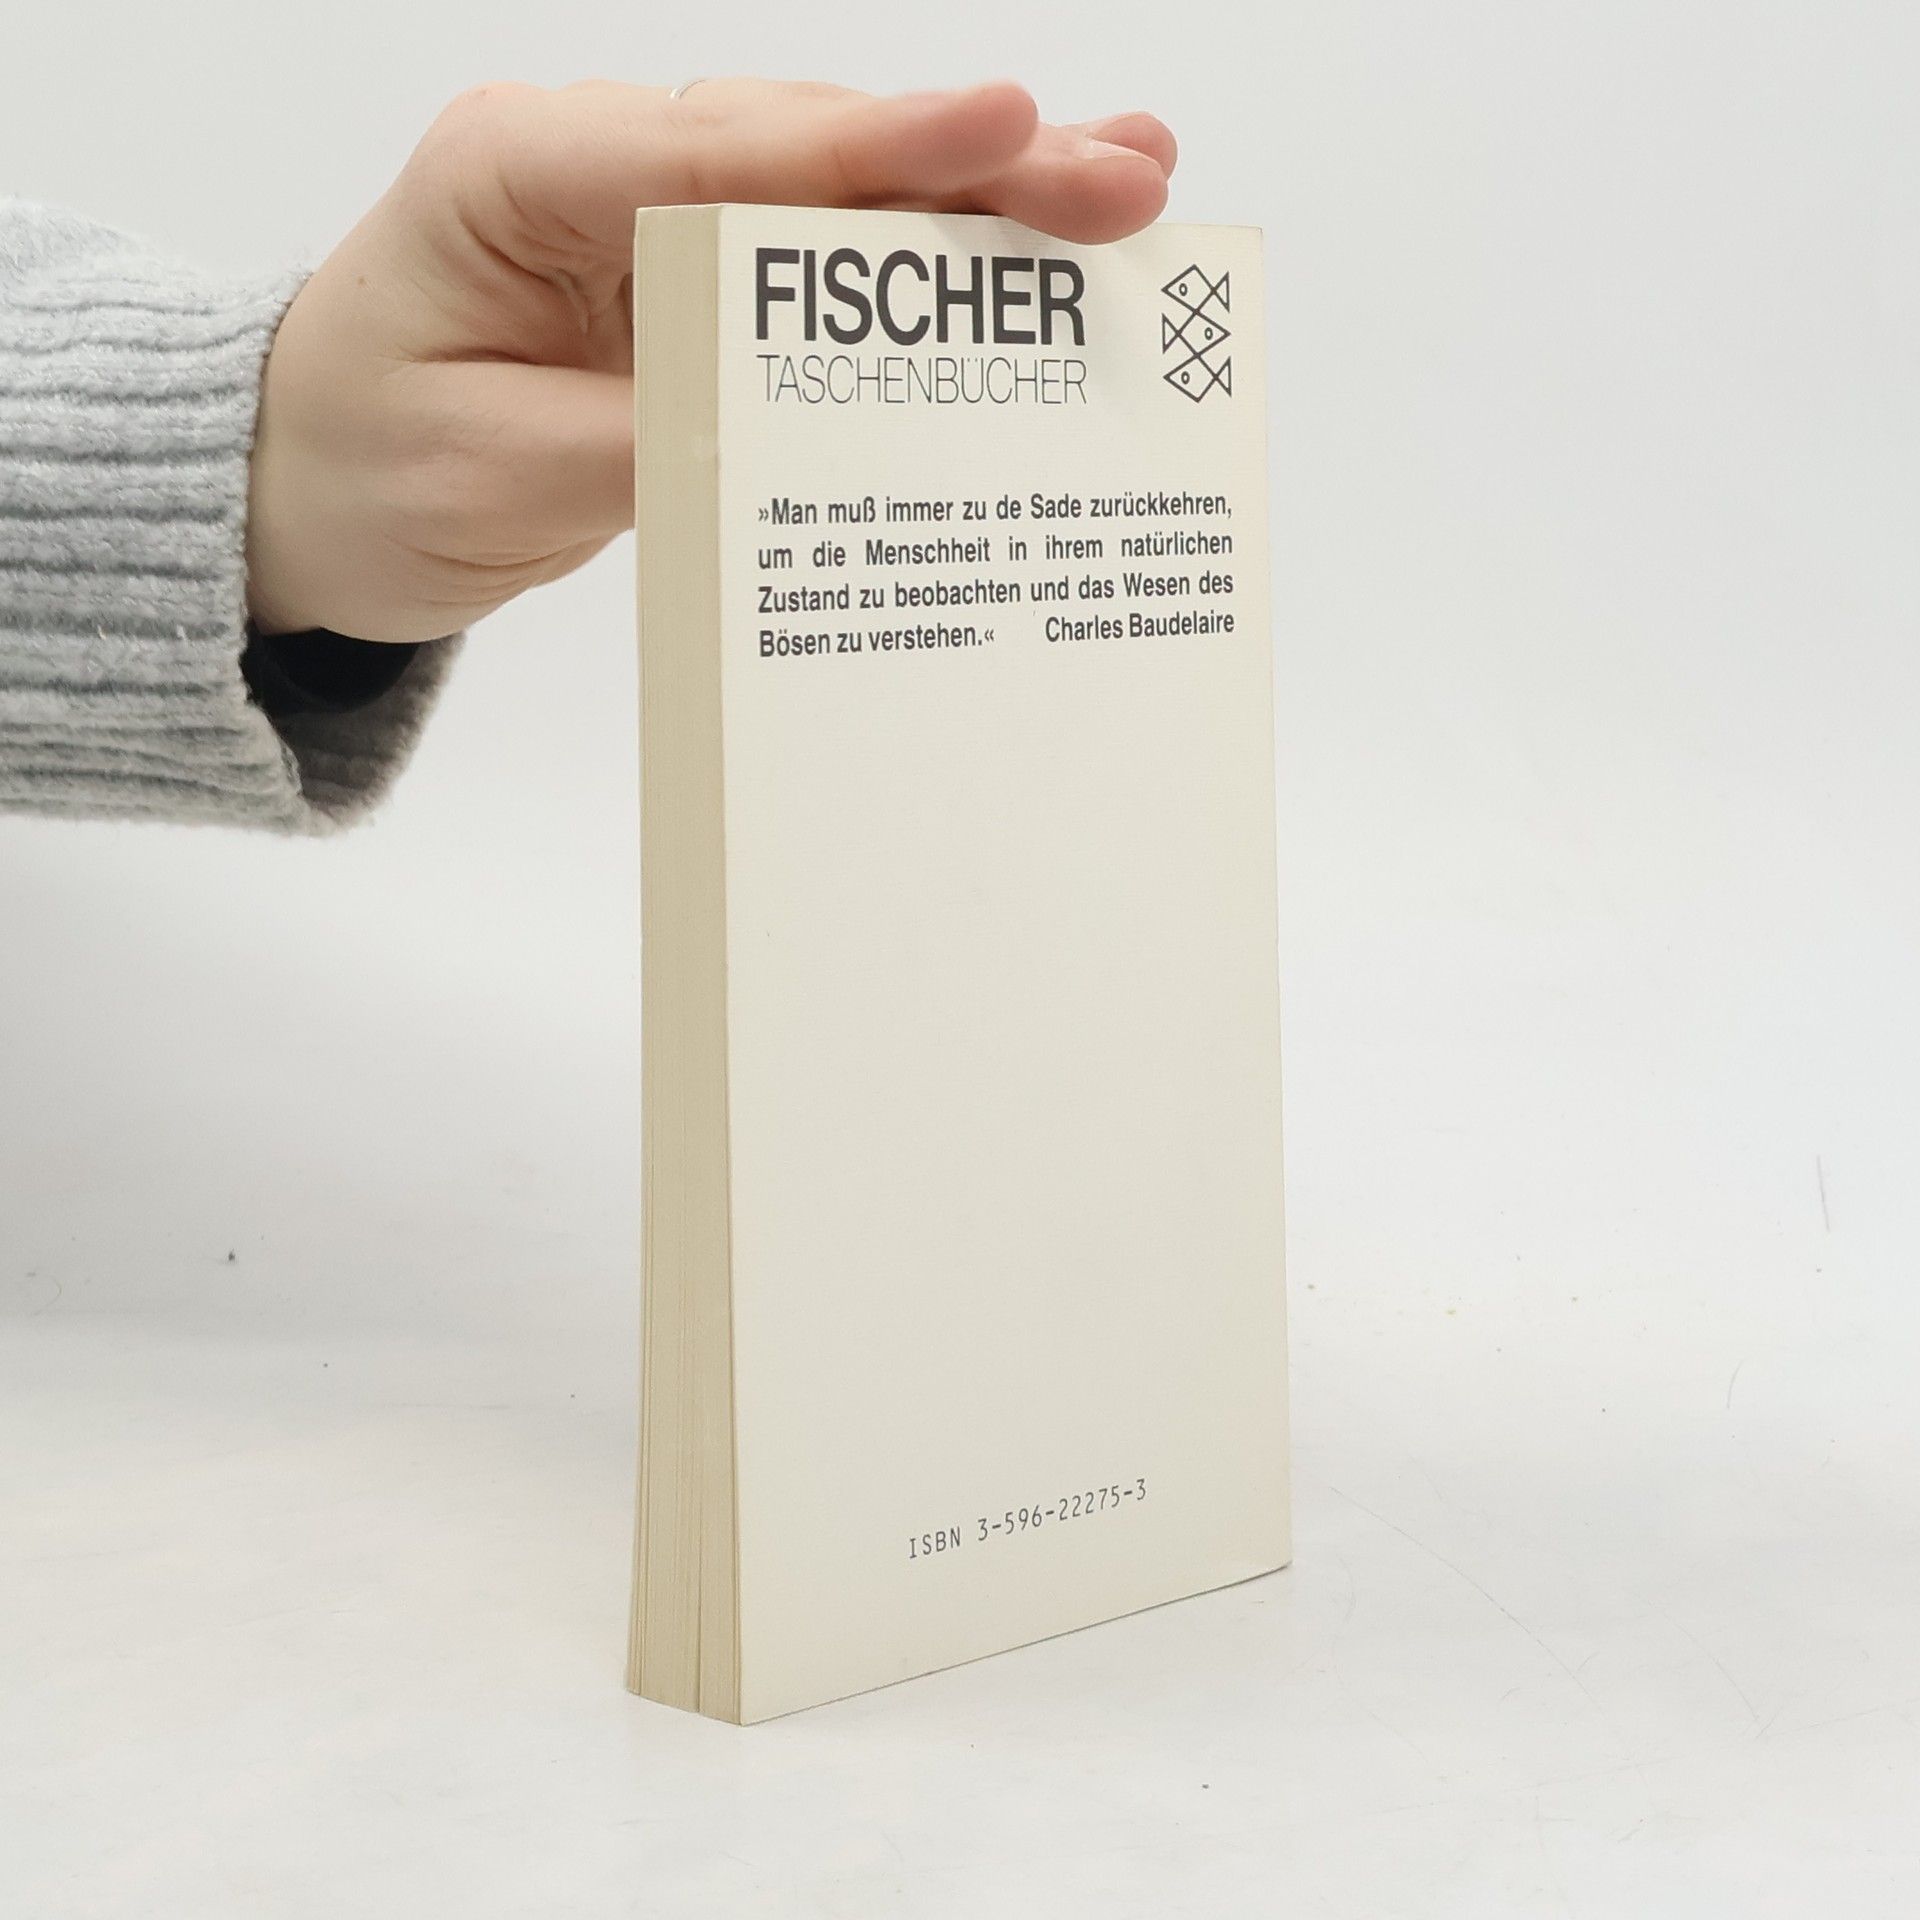 FISCHER
TASCHENBÜCHER
»Man muß immer zu de Sade zurückkehren,
um die Menschheit in ihrem natürlichen
Zustand zu beobachten und das Wesen des
Bösen zu verstehen.« Charles Baudelaire
ISBN 3-596-22275-3